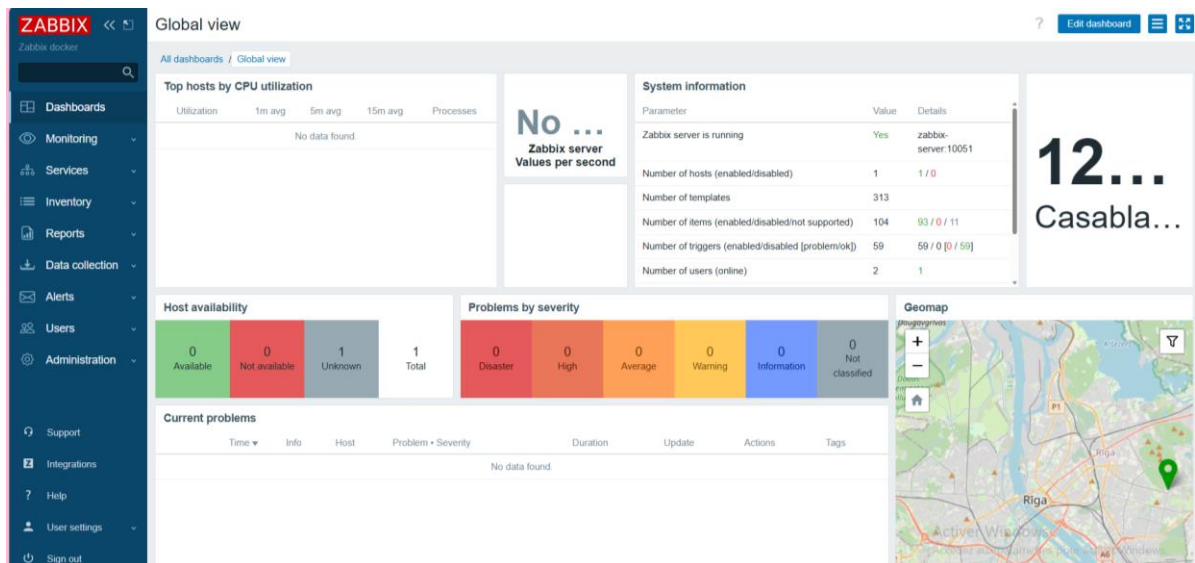 ZABBIX
Zabbix docker
Dashboards
Monitoring
Services
Inventory
Reports
Data collection
Alerts
Users
Administration
Support
Integrations
Help
User settings
Sign out
Global view
? Edit dashboard
All dashboards / Global view
Top hosts by CPU utilization
Utilization 1m avg 5m avg 15m avg Processes
No data found.
No ...
Zabbix server
Values per second
System information
Parameter Value Details
Zabbix server is running Yes zabbix-
server:10051
Number of hosts (enabled/disabled) 1 1 / 0
Number of templates 313
Number of items (enabled/disabled/not supported) 104 93 / 0 / 11
Number of triggers (enabled/disabled [problem/ok]) 59 59 / 0 [0 / 59]
Number of users (online) 2 1
12...
Casabla...
Host availability
0 Available
0 Not available
1 Unknown
1 Total
Problems by severity
0 Disaster
0 High
0 Average
0 Warning
0 Information
0 Not
classified
Current problems
Time Info Host Problem • Severity Duration Update Actions Tags
No data found.
Geomap
+
−
P1
Rīga
Rīga
A6
Activer Windows